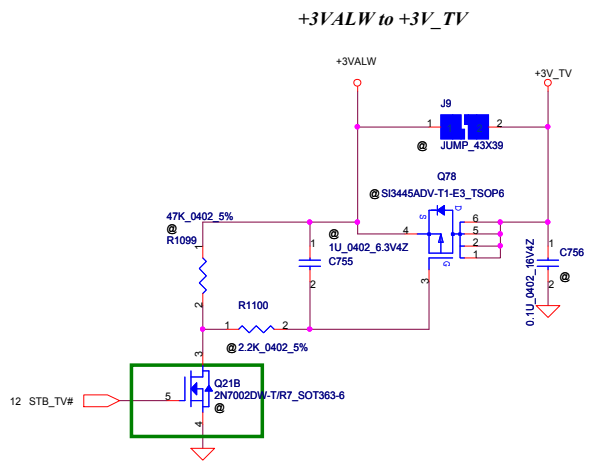 +3VALW to +3V_TV
+3VALW
+3V_TV
J9
1
2
@
JUMP_43X39
Q78
@ SI3445ADV-T1-E3_TSOP6
47K_0402_5%
@
R1099
1
2
@
1U_0402_6.3V4Z
1
C755
2
S
D
G
4
6
5
2
1
3
0.1U_0402_16V4Z
1
C756
2
@
R1100
1
2
@ 2.2K_0402_5%
3
Q21B
2N7002DW-T/R7_SOT363-6
@
5
4
12 STB_TV#